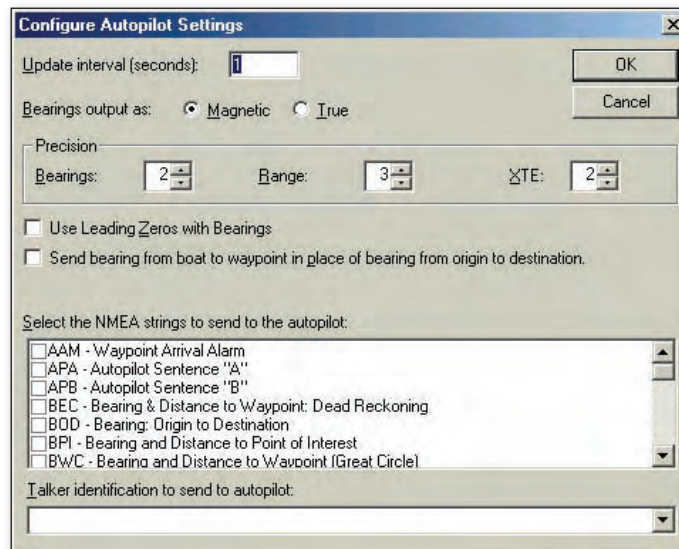 Configure Autopilot Settings
Update interval (seconds): 1
OK
Bearings output as: Magnetic True
Cancel
Precision
Bearings: 2 Range: 3 XTE: 2
Use Leading Zeros with Bearings
Send bearing from boat to waypoint in place of bearing from origin to destination.
Select the NMEA strings to send to the autopilot:
AAM - Waypoint Arrival Alarm
APA - Autopilot Sentence "A"
APB - Autopilot Sentence "B"
BEC - Bearing & Distance to Waypoint: Dead Reckoning
BOD - Bearing: Origin to Destination
BPI - Bearing and Distance to Point of Interest
BWC - Bearing and Distance to Waypoint (Great Circle)
Talker identification to send to autopilot: